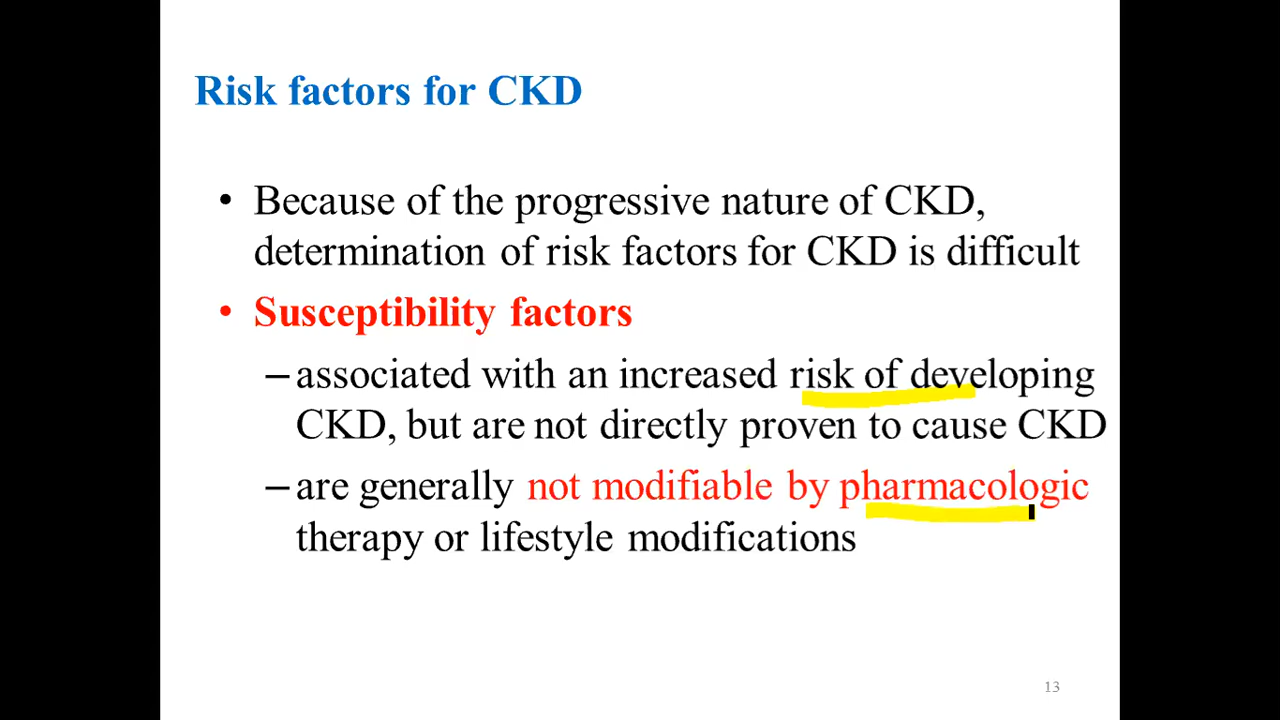 Risk factors for CKD
• Because of the progressive nature of CKD,
determination of risk factors for CKD is difficult
• Susceptibility factors
– associated with an increased risk of developing
CKD, but are not directly proven to cause CKD
– are generally not modifiable by pharmacologic
therapy or lifestyle modifications
13